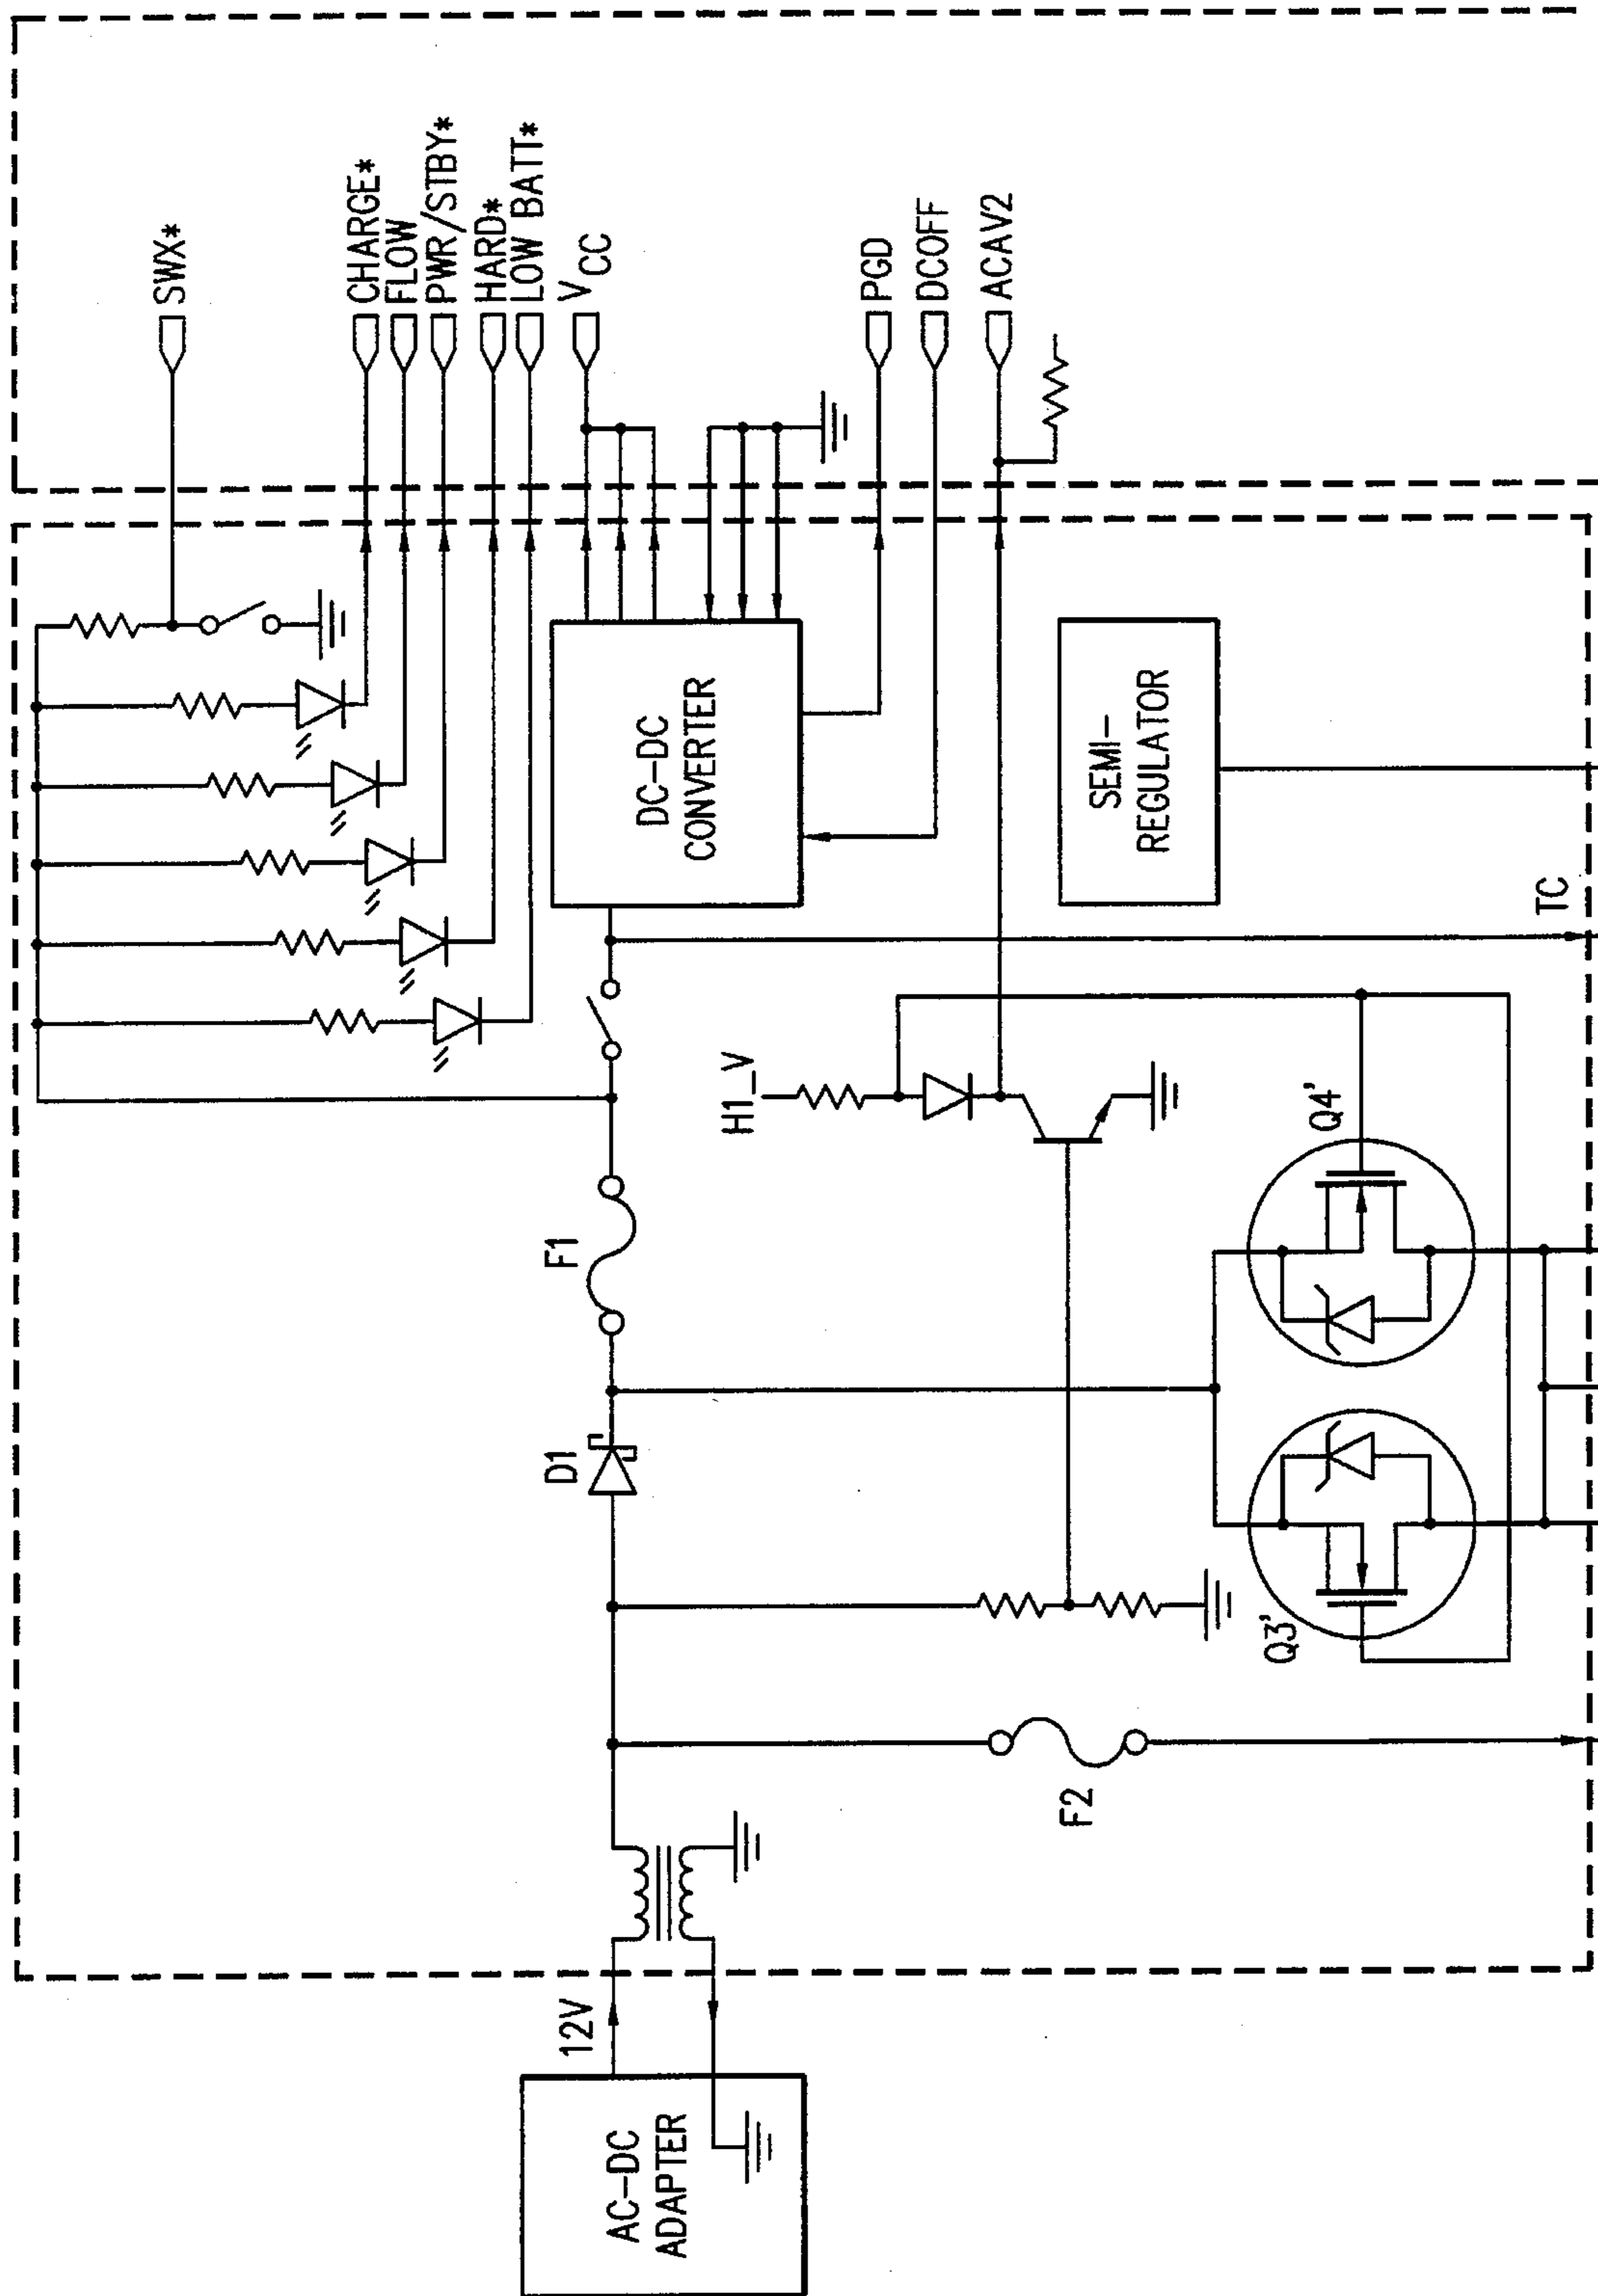 SWX*
CHARGE*
FLOW
PWR/STBY*
HARD*
LOW BATT*
VCC
PGD
DCOFF
ACAV2
DC-DC
CONVERTER
SEMI-
REGULATOR
TC
H1_V
Q4'
F1
D1
Q3'
F2
12V
AC-DC
ADAPTER